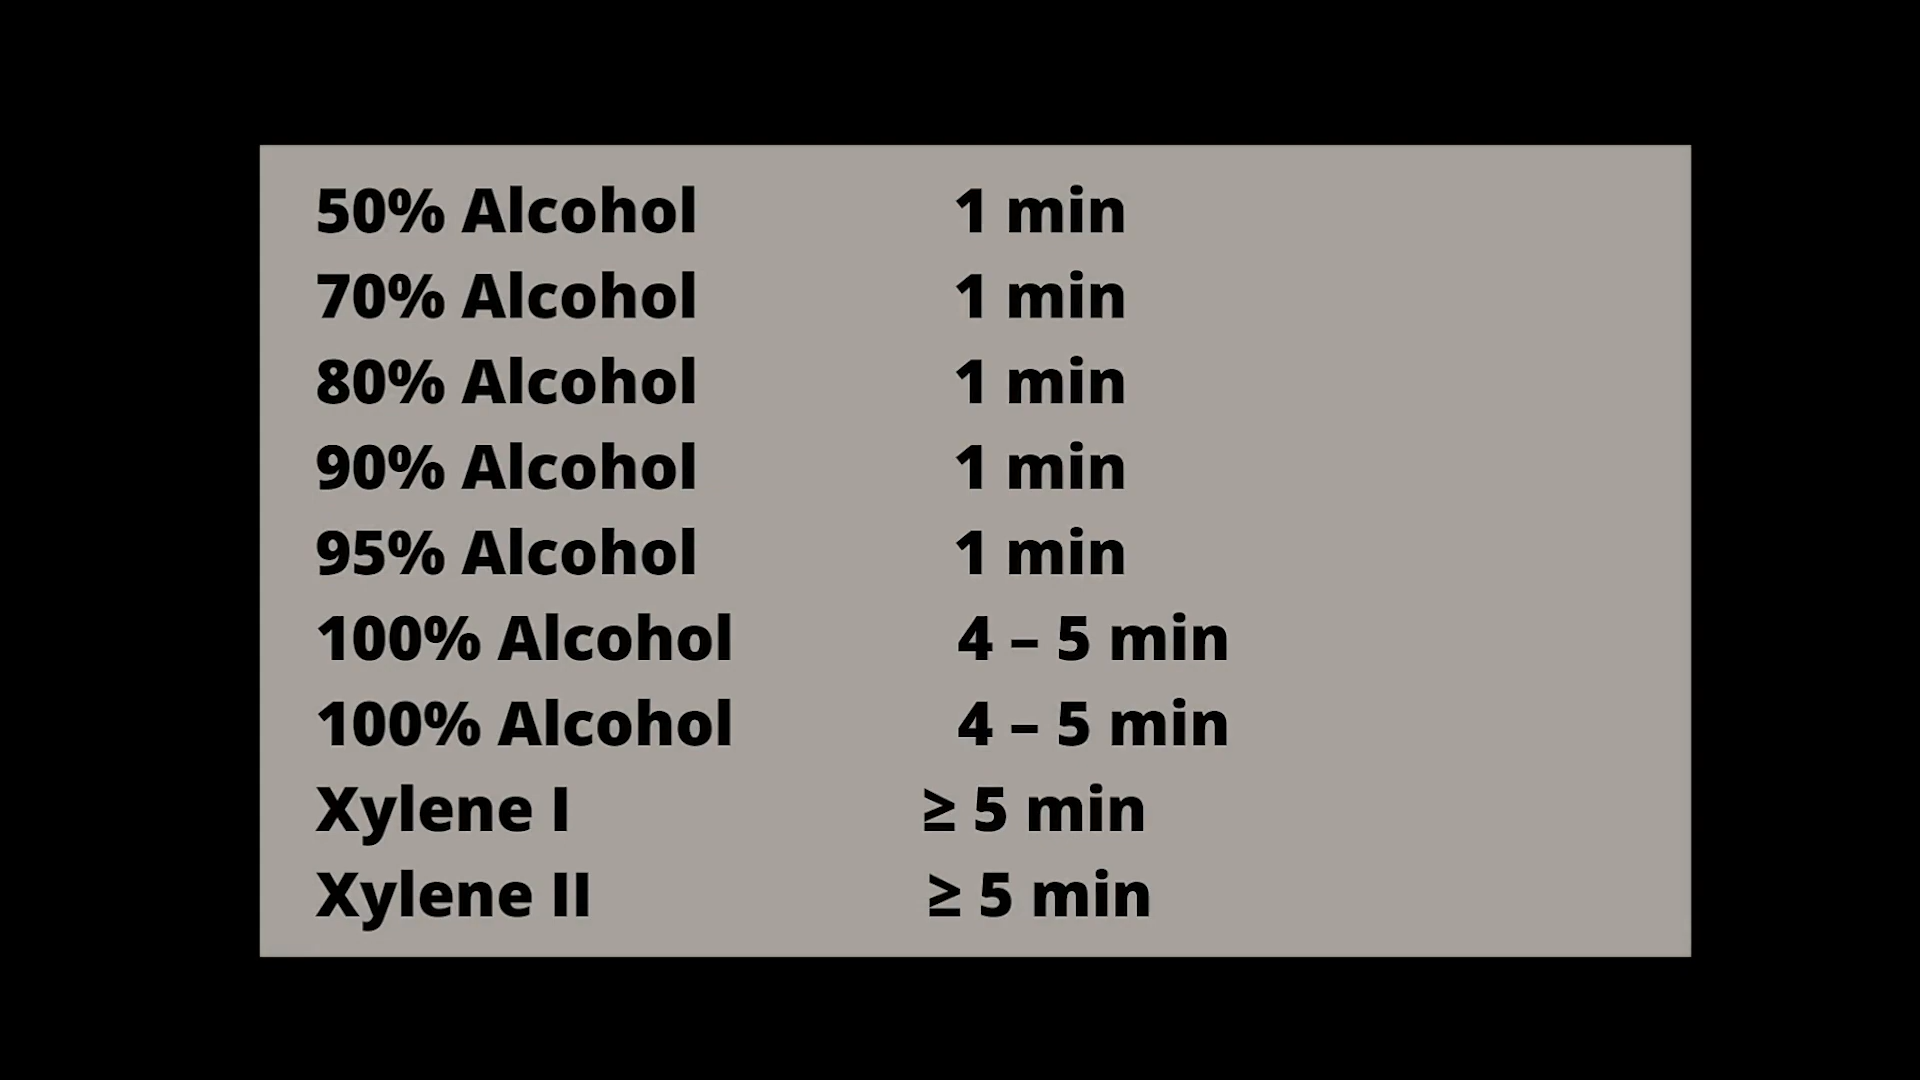 50% Alcohol 1 min
70% Alcohol 1 min
80% Alcohol 1 min
90% Alcohol 1 min
95% Alcohol 1 min
100% Alcohol 4 – 5 min
100% Alcohol 4 – 5 min
Xylene I ≥ 5 min
Xylene II ≥ 5 min